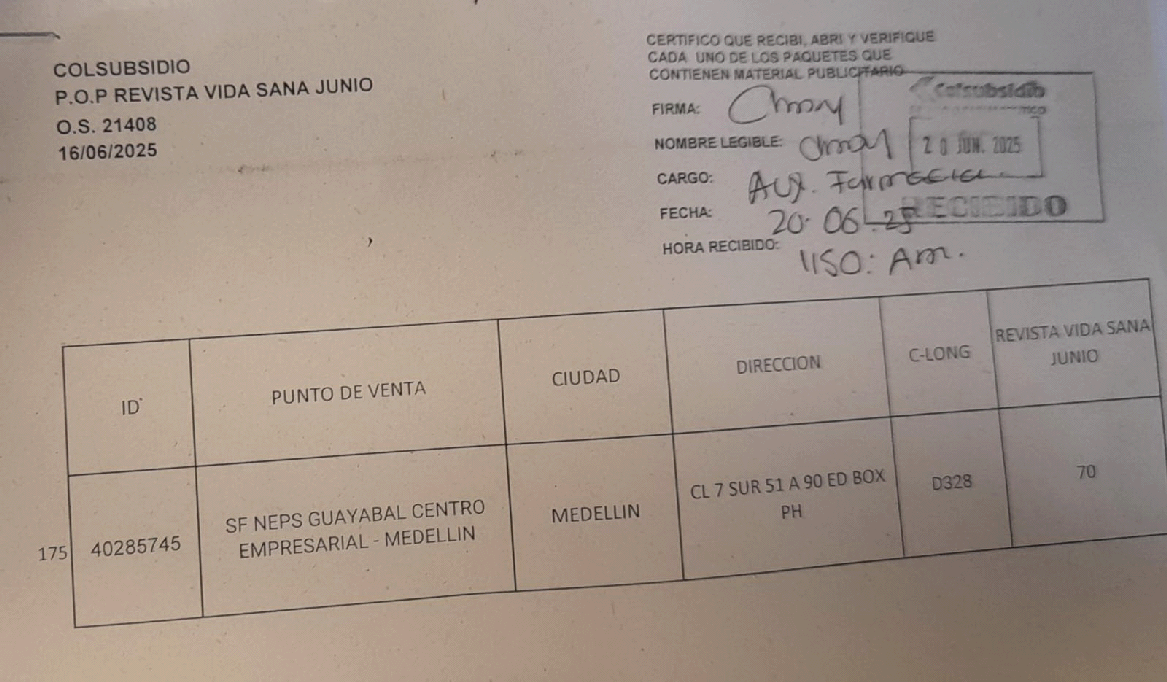 COLSUBSIDIO
P.O.P REVISTA VIDA SANA JUNIO
O.S. 21408
16/06/2025
CERTIFICO QUE RECIBI, ABRI Y VERIFIQUE
CADA UNO DE LOS PAQUETES QUE
CONTIENEN MATERIAL PUBLICITARIO
FIRMA:
NOMBRE LEGIBLE:
CARGO: Aux. Farmacia.
FECHA: 20.06.25
HORA RECIBIDO: 1150: Am.
Colsubsidio
20 JUN. 2025
RECIBIDO
ID PUNTO DE VENTA CIUDAD DIRECCION C-LONG REVISTA VIDA SANA
JUNIO
175 40285745 SF NEPS GUAYABAL CENTRO MEDELLIN CL 7 SUR 51 A 90 ED BOX D328 70
EMPRESARIAL - MEDELLIN PH